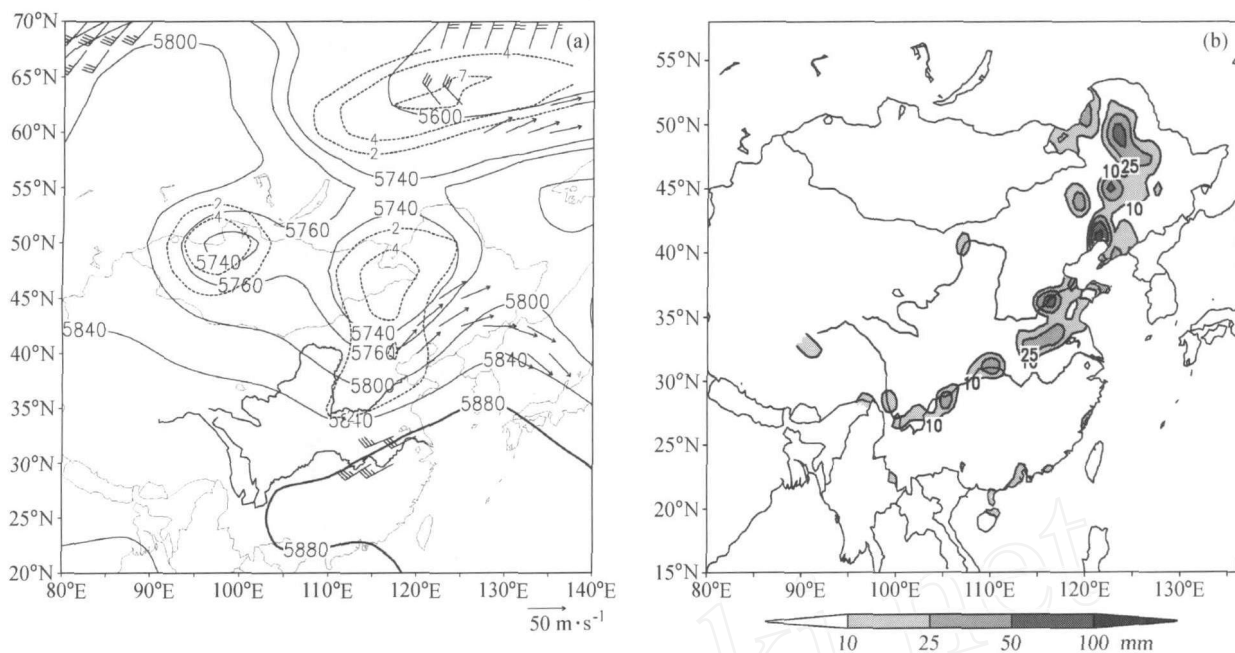 (a)
70°N
65°N
60°N
55°N
50°N
45°N
40°N
35°N
30°N
25°N
20°N
80°E 90°E 100°E 110°E 120°E 130°E 140°E
50 m·s⁻¹
5800
4
7
5600
4
2
5740
5740
2
4
5760
2
4
5740
5760
5840
5740
5760
5800
5800
5840
5840
5880
5880
(b)
55°N
50°N
45°N
40°N
35°N
30°N
25°N
20°N
15°N
80°E 90°E 100°E 110°E 120°E 130°E
10
25
10
25
10
10
10 25 50 100 mm